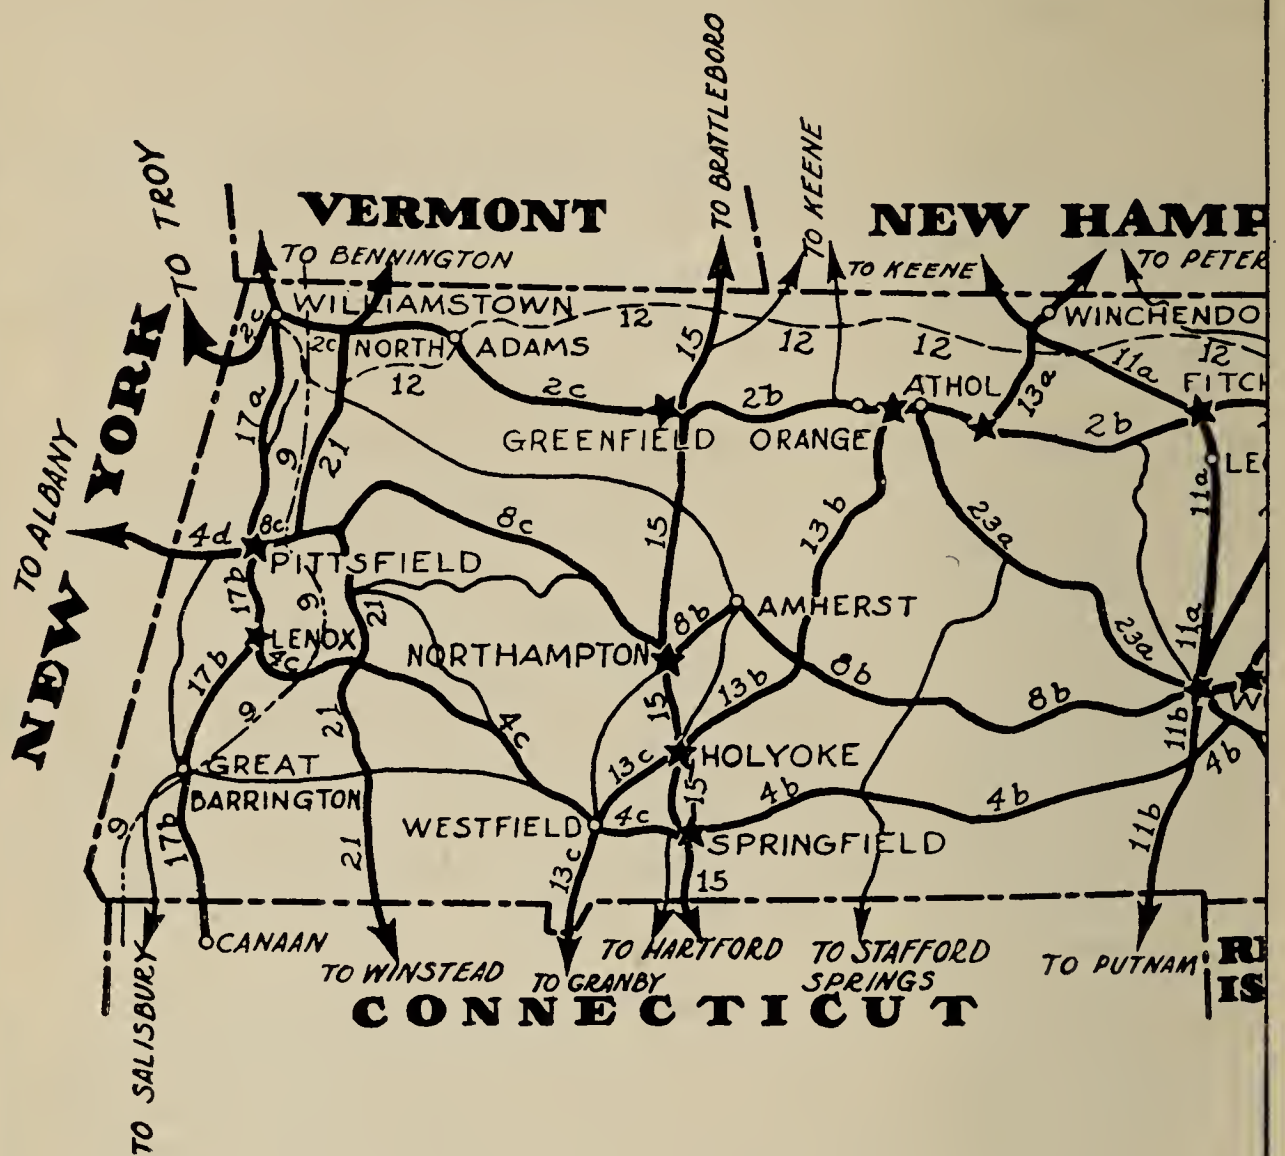 TO BRATTLEBORO
TO KEENE
TO TROY
VERMONT
NEW HAMP
TO BENNINGTON
TO KEENE
TO PETER
WILLIAMSTOWN
12
15
WINCHENDO
2c
2c
NORTH ADAMS
12
12
12
11a
12
12
17a
2c
2b
ATHOL
13a
FITCH
NEW YORK
9
21
GREENFIELD
ORANGE
2b
TO ALBANY
LE
11a
4d
8c
8c
15
13b
23a
PITTSFIELD
17b
9
21
AMHERST
LENOX
4c
NORTHAMPTON
8b
11a
23a
17b
8b
8b
9
21
4c
15
13b
11b
W
4b
GREAT
BARRINGTON
13c
HOLYOKE
15
4b
4b
9
17b
21
WESTFIELD
4c
SPRINGFIELD
11b
13c
15
CANAAN
TO WINSTEAD
TO GRANBY
TO HARTFORD
TO STAFFORD
SPRINGS
TO PUTNAM
RH
IS
CONNECTICUT
TO SALISBURY